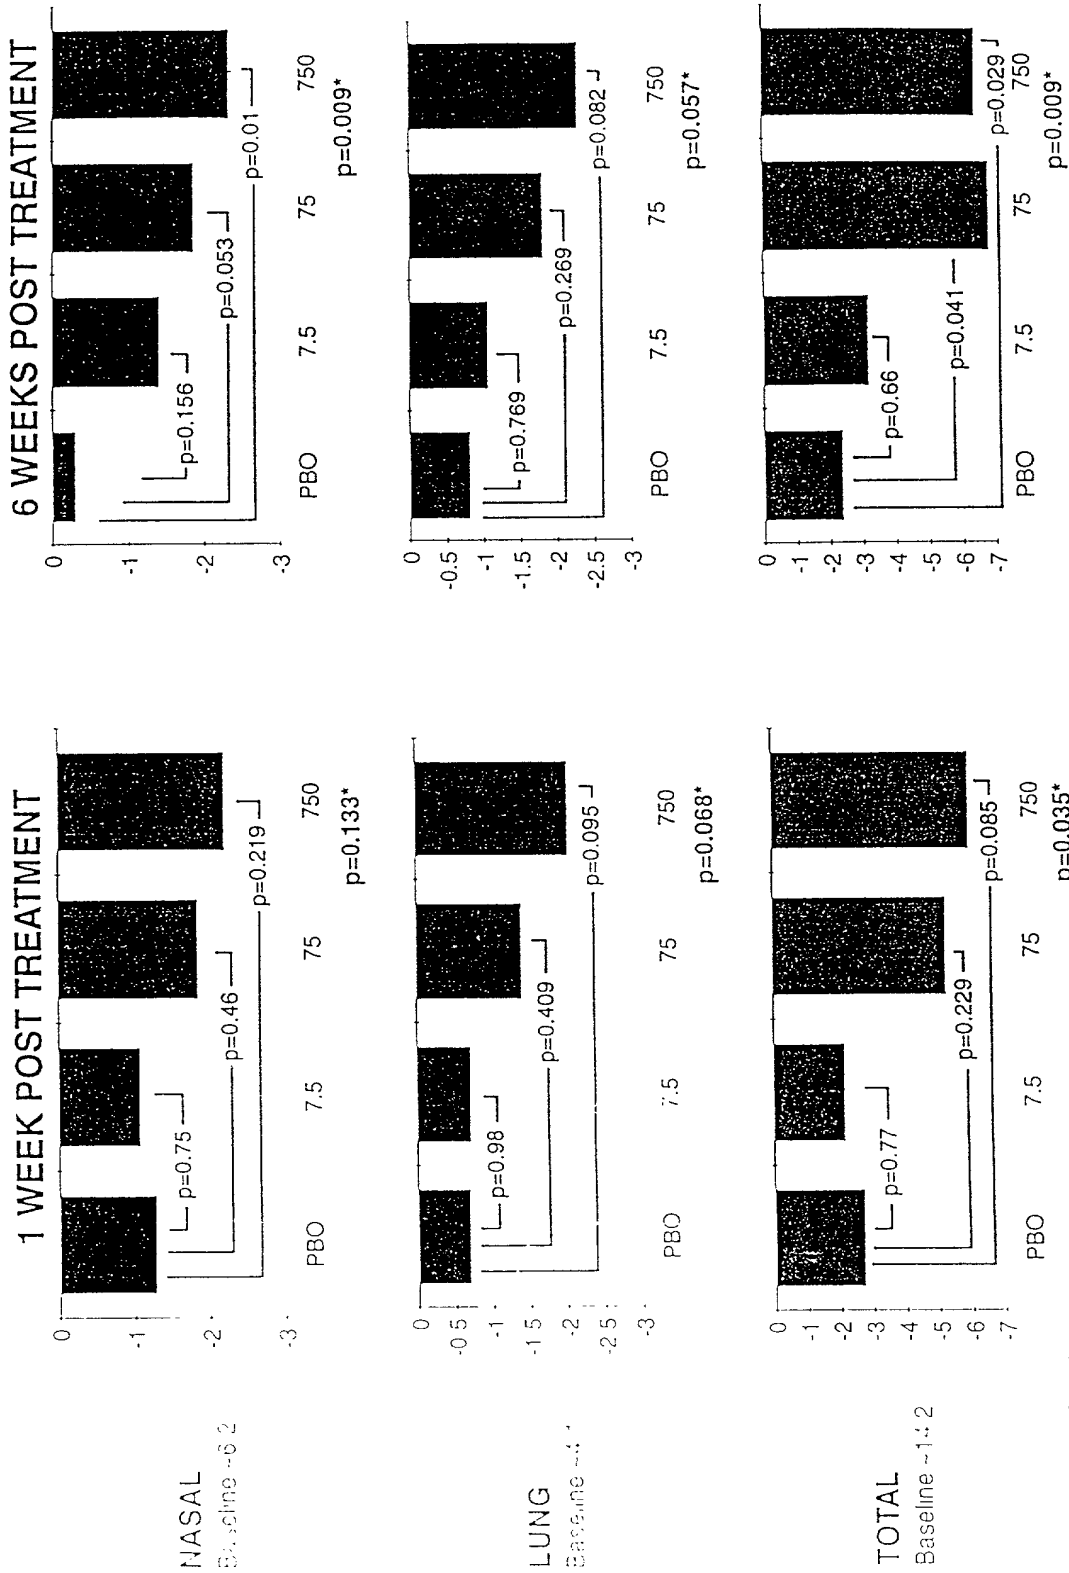 1 WEEK POST TREATMENT
6 WEEKS POST TREATMENT
NASAL
Baseline ~6.2
0
-1
-2
-3
p=0.75
p=0.46
p=0.219
PBO
7.5
75
750
p=0.133*
0
-1
-2
-3
p=0.156
p=0.053
p=0.01
PBO
7.5
75
750
p=0.009*
LUNG
0
-0.5
-1
-1.5
-2
-2.5
-3
p=0.98
p=0.409
p=0.095
PBO
7.5
75
750
p=0.068*
0
-0.5
-1
-1.5
-2
-2.5
-3
p=0.769
p=0.269
p=0.082
PBO
7.5
75
750
p=0.057*
TOTAL
Baseline ~14.2
0
-1
-2
-3
-4
-5
-6
-7
p=0.77
p=0.229
p=0.085
PBO
7.5
75
750
p=0.035*
0
-1
-2
-3
-4
-5
-6
-7
p=0.66
p=0.041
p=0.029
PBO
7.5
75
750
p=0.009*